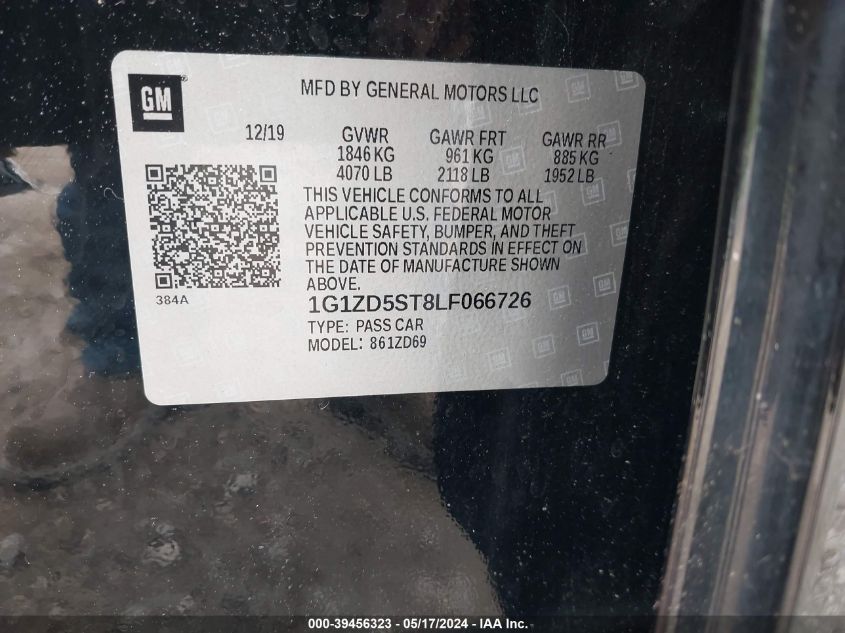 GM
MFD BY GENERAL MOTORS LLC
12/19 GVWR GAWR FRT GAWR RR
1846 KG 961 KG 885 KG
4070 LB 2118 LB 1952 LB
THIS VEHICLE CONFORMS TO ALL
APPLICABLE U.S. FEDERAL MOTOR
VEHICLE SAFETY, BUMPER, AND THEFT
PREVENTION STANDARDS IN EFFECT ON
THE DATE OF MANUFACTURE SHOWN
ABOVE.
384A
1G1ZD5ST8LF066726
TYPE: PASS CAR
MODEL: 861ZD69
000-39456323 - 05/17/2024 - IAA Inc.